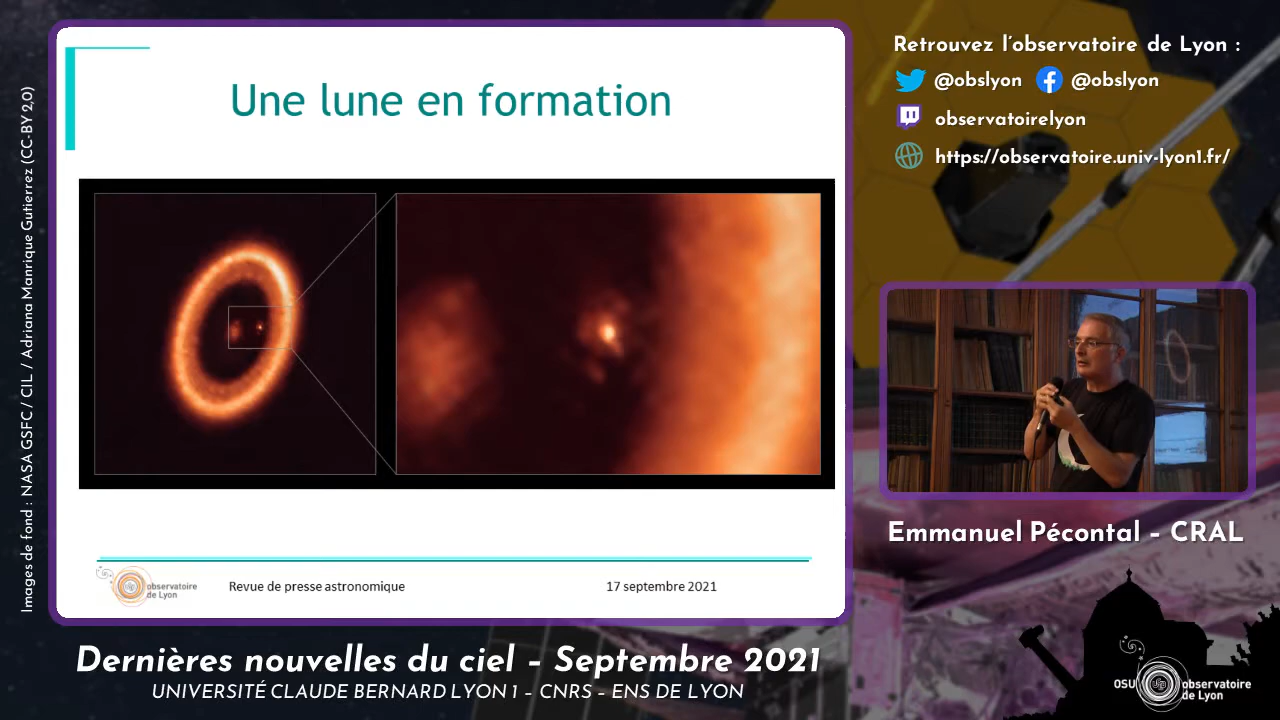 Images de fond : NASA GSFC / CIL / Adriana Manrique Gutierrez (CC-BY 2.0)
Une lune en formation
observatoire
de Lyon
Revue de presse astronomique
17 septembre 2021
Dernières nouvelles du ciel – Septembre 2021
UNIVERSITÉ CLAUDE BERNARD LYON 1 – CNRS – ENS DE LYON
Retrouvez l'observatoire de Lyon :
@obslyon @obslyon
observatoirelyon
https://observatoire.univ-lyon1.fr/
Emmanuel Pécontal – CRAL
OSU observatoire
de Lyon